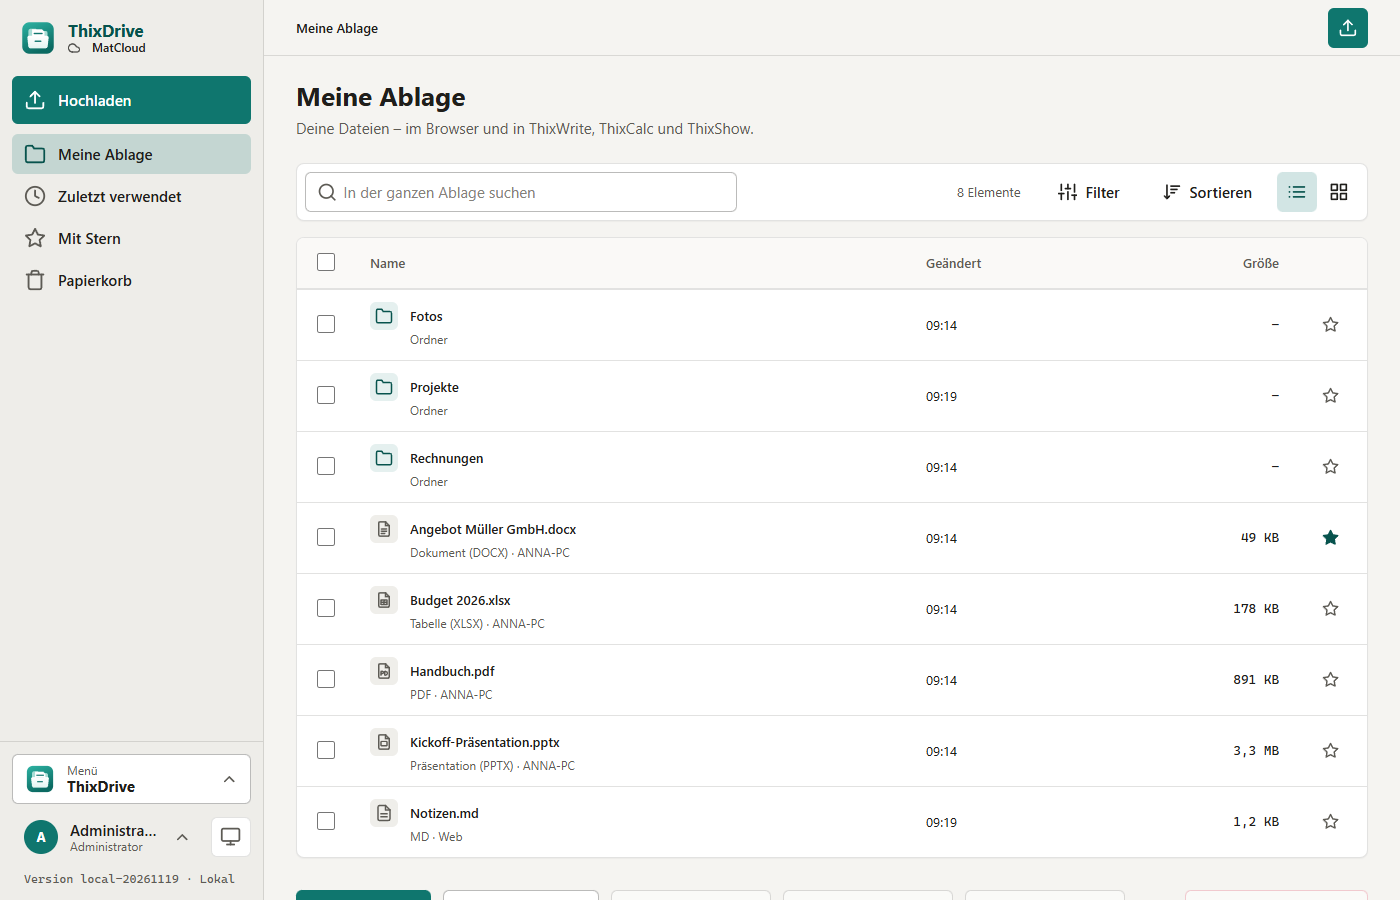 ThixDrive
MatCloud
Hochladen
Meine Ablage
Zuletzt verwendet
Mit Stern
Papierkorb
Menü
ThixDrive
A
Administra...
Administrator
Version local-20261119 · Lokal
Meine Ablage
Meine Ablage
Deine Dateien – im Browser und in ThixWrite, ThixCalc und ThixShow.
In der ganzen Ablage suchen
8 Elemente
Filter
Sortieren
Name Geändert Größe
Fotos
Ordner
09:14 –
Projekte
Ordner
09:19 –
Rechnungen
Ordner
09:14 –
Angebot Müller GmbH.docx
Dokument (DOCX) · ANNA-PC
09:14 49 KB
Budget 2026.xlsx
Tabelle (XLSX) · ANNA-PC
09:14 178 KB
Handbuch.pdf
PDF · ANNA-PC
09:14 891 KB
Kickoff-Präsentation.pptx
Präsentation (PPTX) · ANNA-PC
09:14 3,3 MB
Notizen.md
MD · Web
09:19 1,2 KB